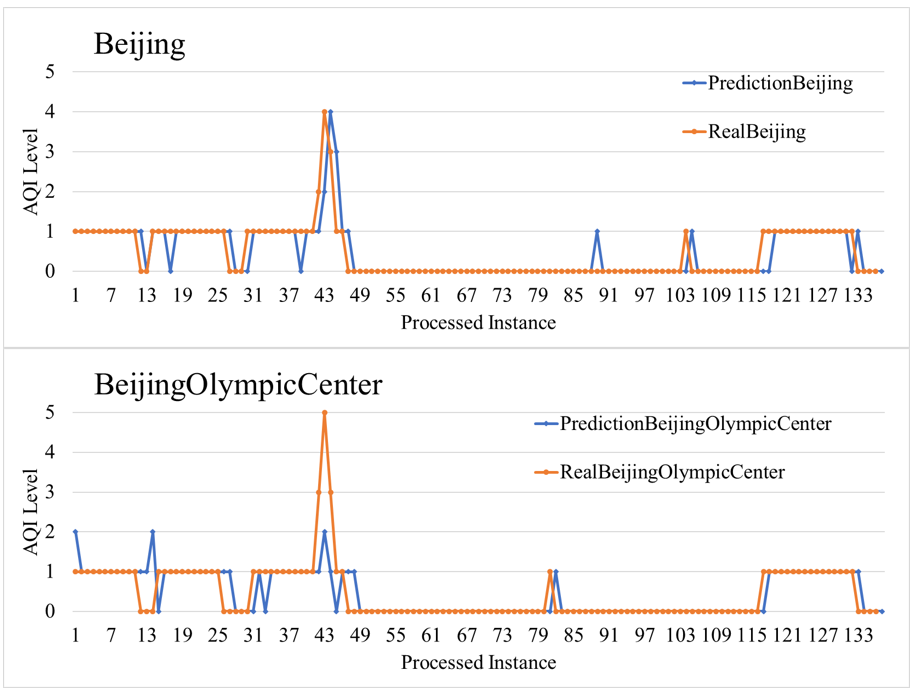 Beijing
5
4
3
2
1
0
AQI Level
PredictionBeijing
RealBeijing
1 7 13 19 25 31 37 43 49 55 61 67 73 79 85 91 97 103 109 115 121 127 133
Processed Instance
BeijingOlympicCenter
5
4
3
2
1
0
AQI Level
PredictionBeijingOlympicCenter
RealBeijingOlympicCenter
1 7 13 19 25 31 37 43 49 55 61 67 73 79 85 91 97 103 109 115 121 127 133
Processed Instance